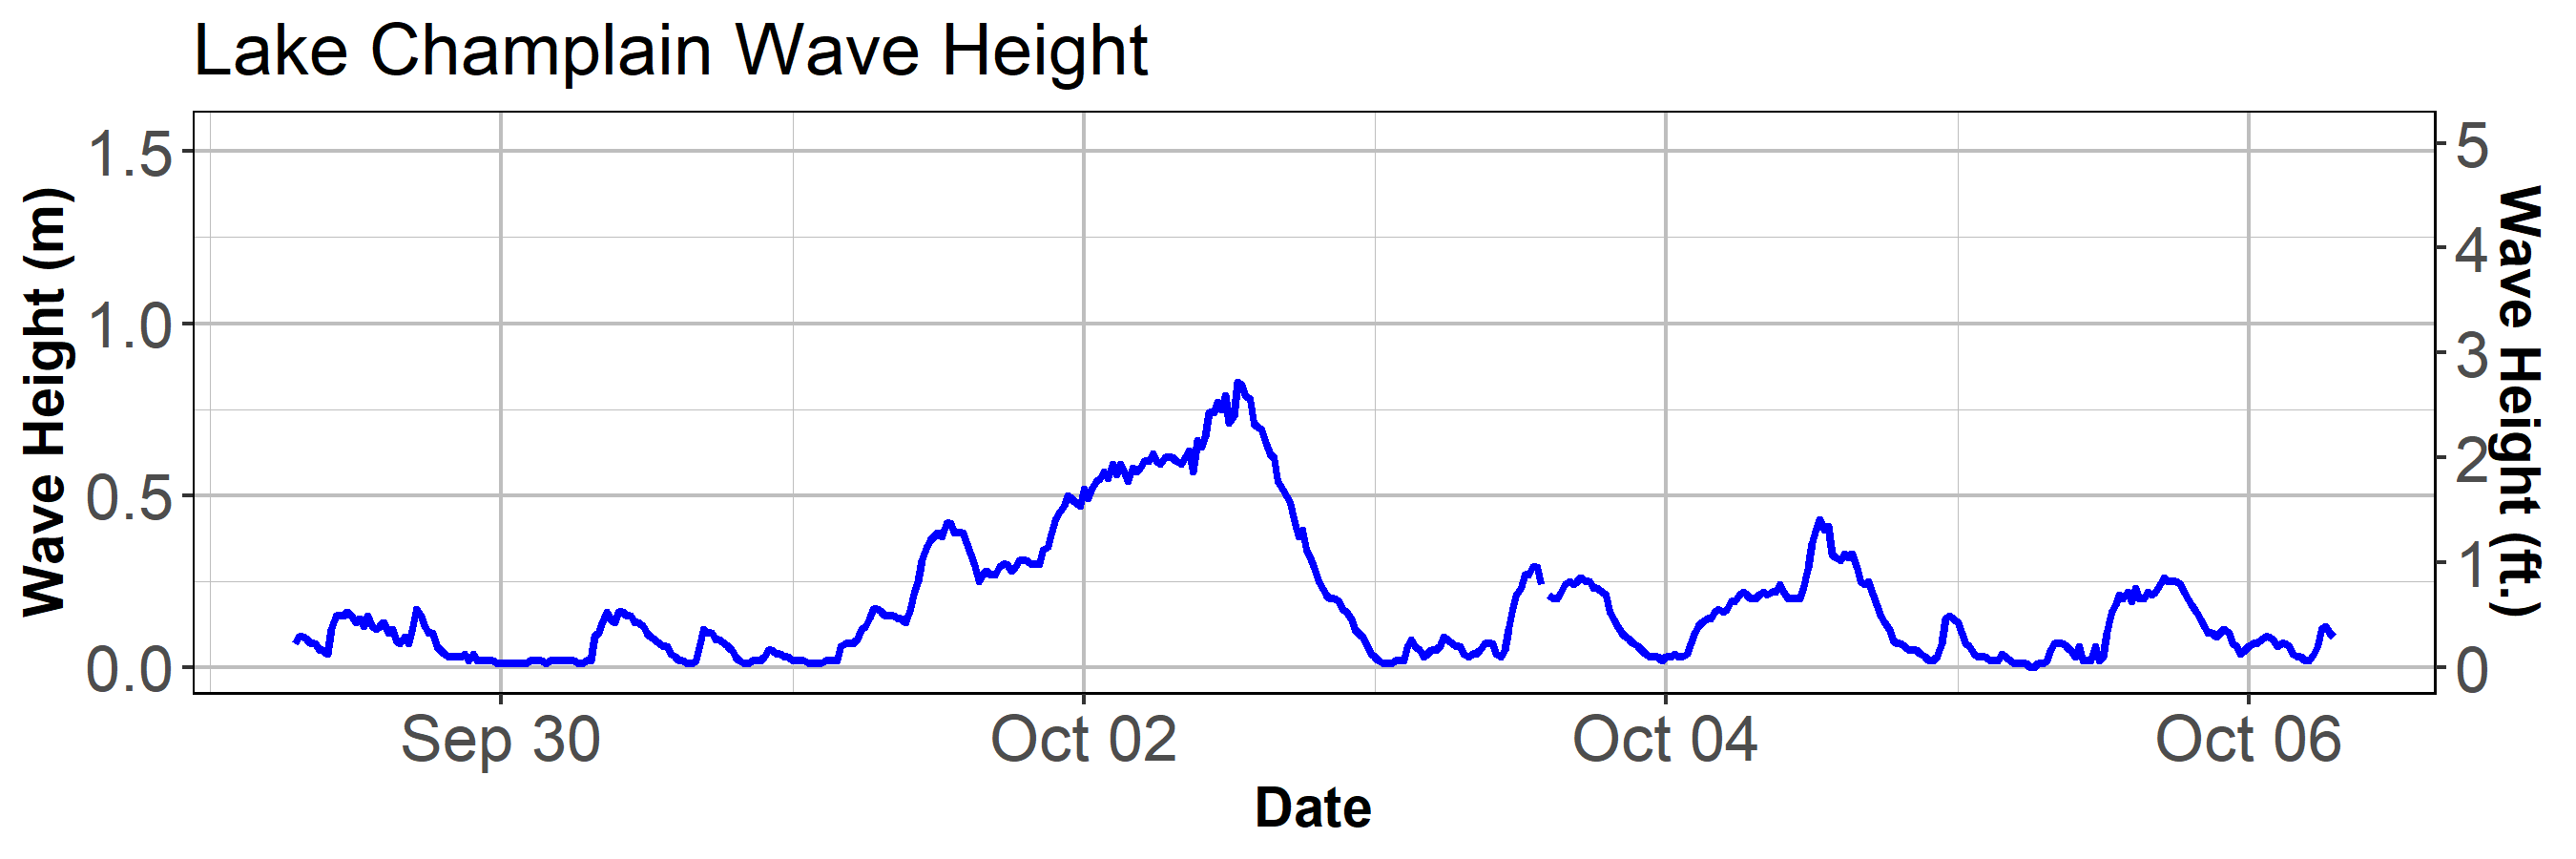 Lake Champlain Wave Height
Wave Height (m)
1.5
1.0
0.5
0.0
5
4
3
2
1
0
Wave Height (ft.)
Sep 30
Oct 02
Oct 04
Oct 06
Date